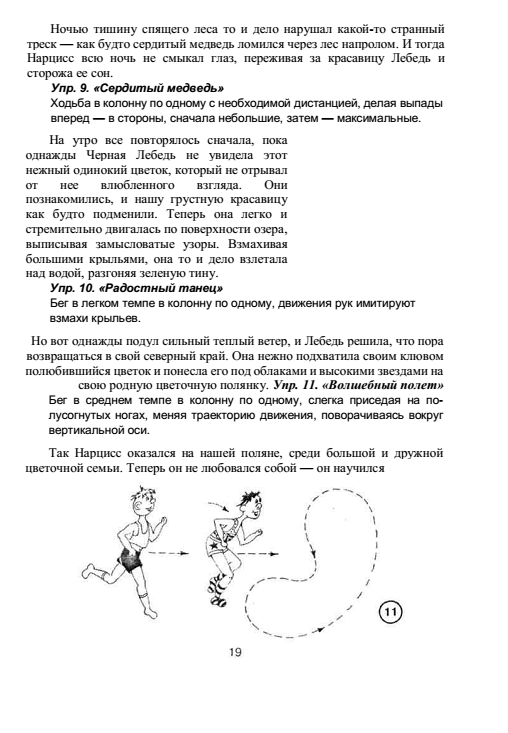 Ночью тишину спящего леса то и дело нарушал какой-то странный
треск — как будто сердитый медведь ломился через лес напролом. И тогда
Нарцисс всю ночь не смыкал глаз, переживая за красавицу Лебедь и
сторожа ее сон.
Упр. 9. «Сердитый медведь»
Ходьба в колонну по одному с необходимой дистанцией, делая выпады
вперед — в стороны, сначала небольшие, затем — максимальные.
На утро все повторялось сначала, пока
однажды Черная Лебедь не увидела этот
нежный одинокий цветок, который не отрывал
от нее влюбленного взгляда. Они
познакомились, и нашу грустную красавицу
как будто подменили. Теперь она легко и
стремительно двигалась по поверхности озера,
выписывая замысловатые узоры. Взмахивая
большими крыльями, она то и дело взлетала
над водой, разгоняя зеленую тину.
Упр. 10. «Радостный танец»
Бег в легком темпе в колонну по одному, движения рук имитируют
взмахи крыльев.
Но вот однажды подул сильный теплый ветер, и Лебедь решила, что пора
возвращаться в свой северный край. Она нежно подхватила своим клювом
полюбившийся цветок и понесла его под облаками и высокими звездами на
свою родную цветочную полянку. Упр. 11. «Волшебный полет»
Бег в среднем темпе в колонну по одному, слегка приседая на по-
лусогнутых ногах, меняя траекторию движения, поворачиваясь вокруг
вертикальной оси.
Так Нарцисс оказался на нашей поляне, среди большой и дружной
цветочной семьи. Теперь он не любовался собой — он научился
11
19